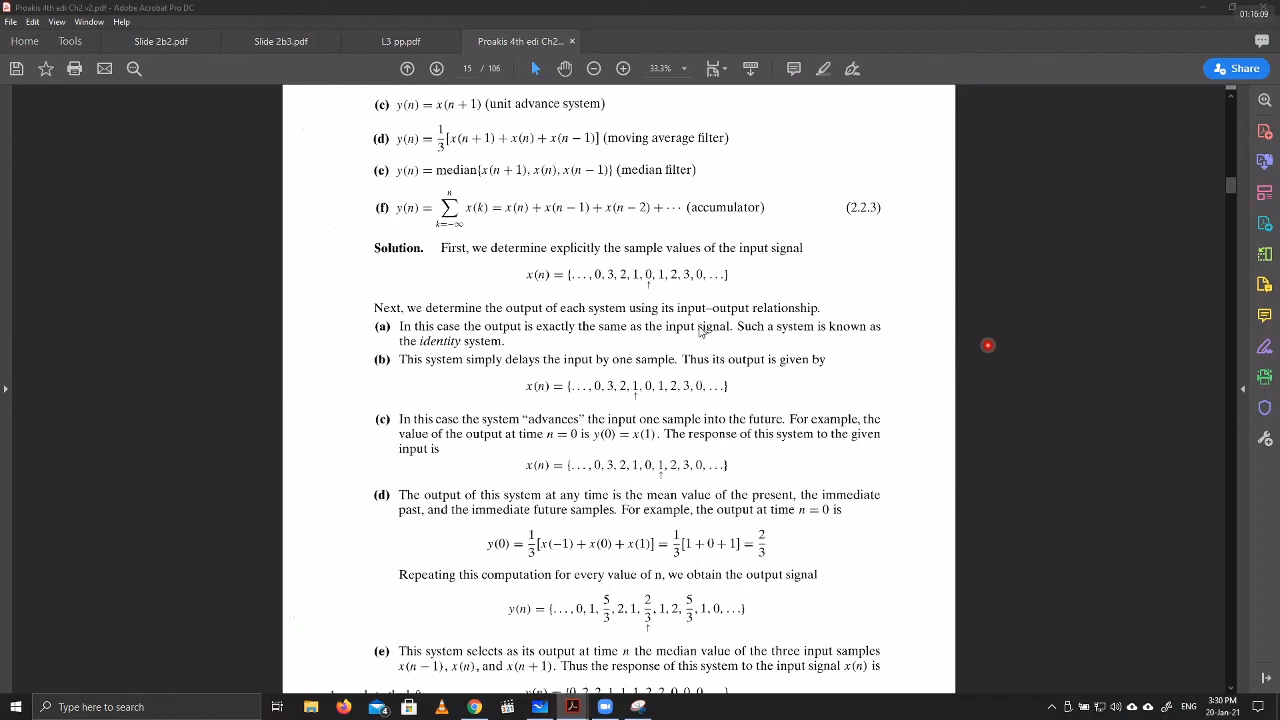 Proakis 4th edi Ch2 v2.pdf - Adobe Acrobat Pro DC
01:16:09
File Edit View Window Help
Home Tools Slide 2b2.pdf Slide 2b3.pdf L3 pp.pdf Proakis 4th edi Ch2... ×
15 / 106 33.3% Share
(c) y(n) = x(n + 1) (unit advance system)
(d) y(n) = 1/3[x(n + 1) + x(n) + x(n − 1)] (moving average filter)
(e) y(n) = median{x(n + 1), x(n), x(n − 1)} (median filter)
(f) y(n) = ∑_{k=−∞}^{n} x(k) = x(n) + x(n − 1) + x(n − 2) + ··· (accumulator) (2.2.3)
Solution. First, we determine explicitly the sample values of the input signal
x(n) = {..., 0, 3, 2, 1, 0, 1, 2, 3, 0, ...}
↑
Next, we determine the output of each system using its input–output relationship.
(a) In this case the output is exactly the same as the input signal. Such a system is known as
the identity system.
(b) This system simply delays the input by one sample. Thus its output is given by
x(n) = {..., 0, 3, 2, 1, 0, 1, 2, 3, 0, ...}
↑
(c) In this case the system “advances” the input one sample into the future. For example, the
value of the output at time n = 0 is y(0) = x(1). The response of this system to the given
input is
x(n) = {..., 0, 3, 2, 1, 0, 1, 2, 3, 0, ...}
↑
(d) The output of this system at any time is the mean value of the present, the immediate
past, and the immediate future samples. For example, the output at time n = 0 is
y(0) = 1/3[x(−1) + x(0) + x(1)] = 1/3[1 + 0 + 1] = 2/3
Repeating this computation for every value of n, we obtain the output signal
y(n) = {..., 0, 1, 5/3, 2, 1, 2/3, 1, 2, 5/3, 1, 0, ...}
↑
(e) This system selects as its output at time n the median value of the three input samples
x(n − 1), x(n), and x(n + 1). Thus the response of this system to the input signal x(n) is
Type here to search
ENG
3:30 PM
20-Jan-21